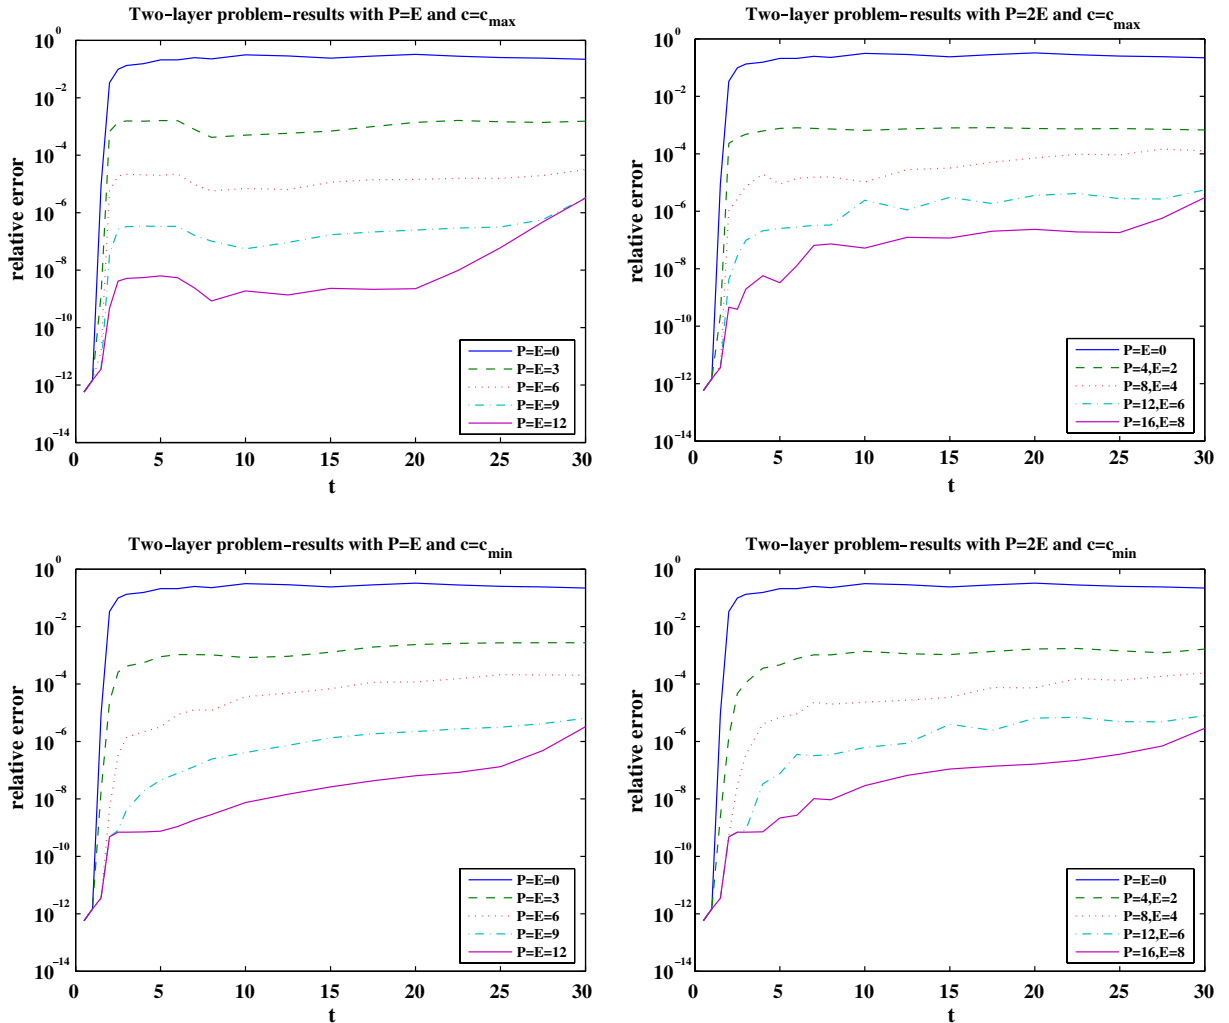 Two-layer problem-results with P=E and c=c_max
10^0
10^-2
10^-4
10^-6
10^-8
10^-10
10^-12
10^-14
relative error
0 5 10 15 20 25 30
t
P=E=0
P=E=3
P=E=6
P=E=9
P=E=12
Two-layer problem-results with P=2E and c=c_max
10^0
10^-2
10^-4
10^-6
10^-8
10^-10
10^-12
10^-14
relative error
0 5 10 15 20 25 30
t
P=E=0
P=4,E=2
P=8,E=4
P=12,E=6
P=16,E=8
Two-layer problem-results with P=E and c=c_min
10^0
10^-2
10^-4
10^-6
10^-8
10^-10
10^-12
10^-14
relative error
0 5 10 15 20 25 30
t
P=E=0
P=E=3
P=E=6
P=E=9
P=E=12
Two-layer problem-results with P=2E and c=c_min
10^0
10^-2
10^-4
10^-6
10^-8
10^-10
10^-12
10^-14
relative error
0 5 10 15 20 25 30
t
P=E=0
P=4,E=2
P=8,E=4
P=12,E=6
P=16,E=8